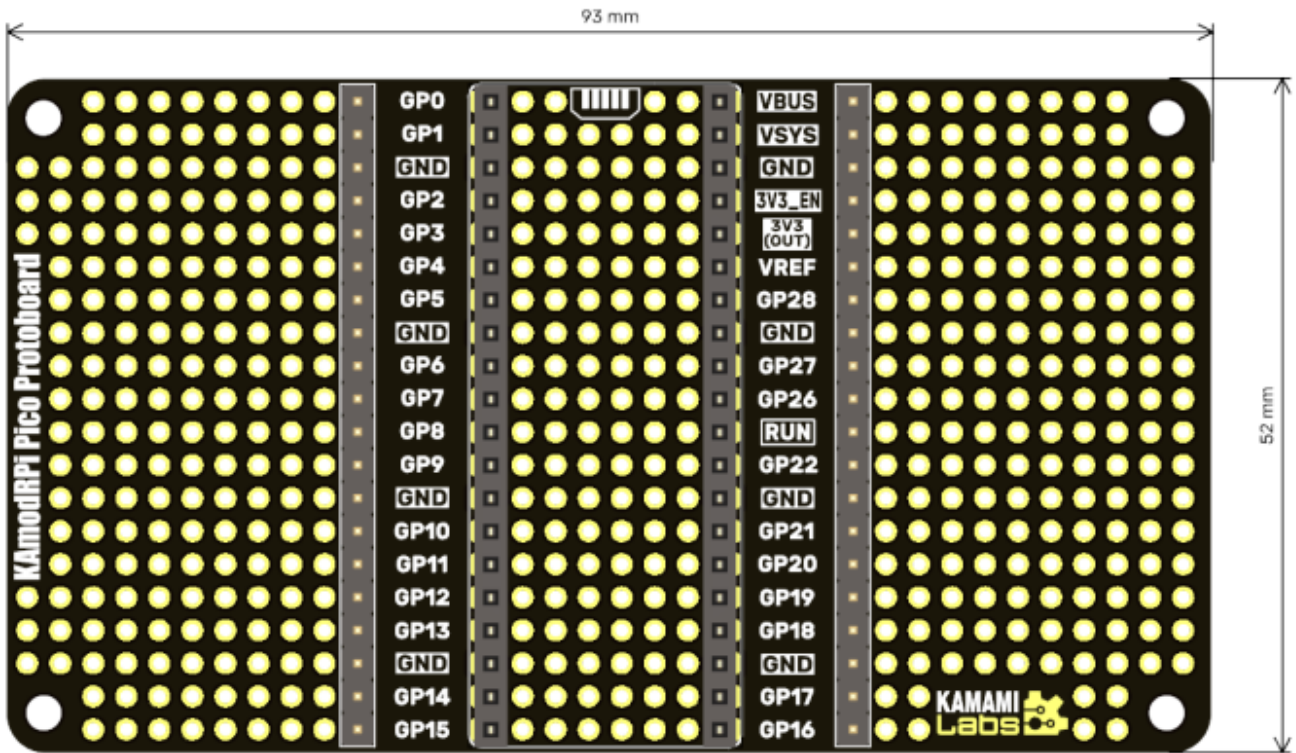 93 mm
GP0 VBUS
GP1 VSYS
GND GND
GP2 3V3_EN
GP3 3V3
(OUT)
GP4 VREF
GP5 GP28
GND GND
GP6 GP27
GP7 GP26
GP8 RUN
GP9 GP22
GND GND
GP10 GP21
GP11 GP20
GP12 GP19
GP13 GP18
GND GND
GP14 GP17
GP15 GP16
KAmodRPi Pico Protoboard
KAMAMI
Labs
52 mm